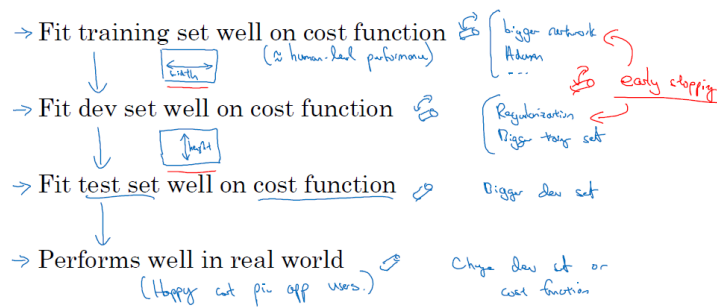 → Fit training set well on cost function
(≈ human-level performance)
bigger network
Adam
....
width
early stopping
→ Fit dev set well on cost function
Regularization
Bigger training set
height
→ Fit test set well on cost function
Bigger dev set
→ Performs well in real world
(Happy cat pic app users.)
Change dev set or
cost function